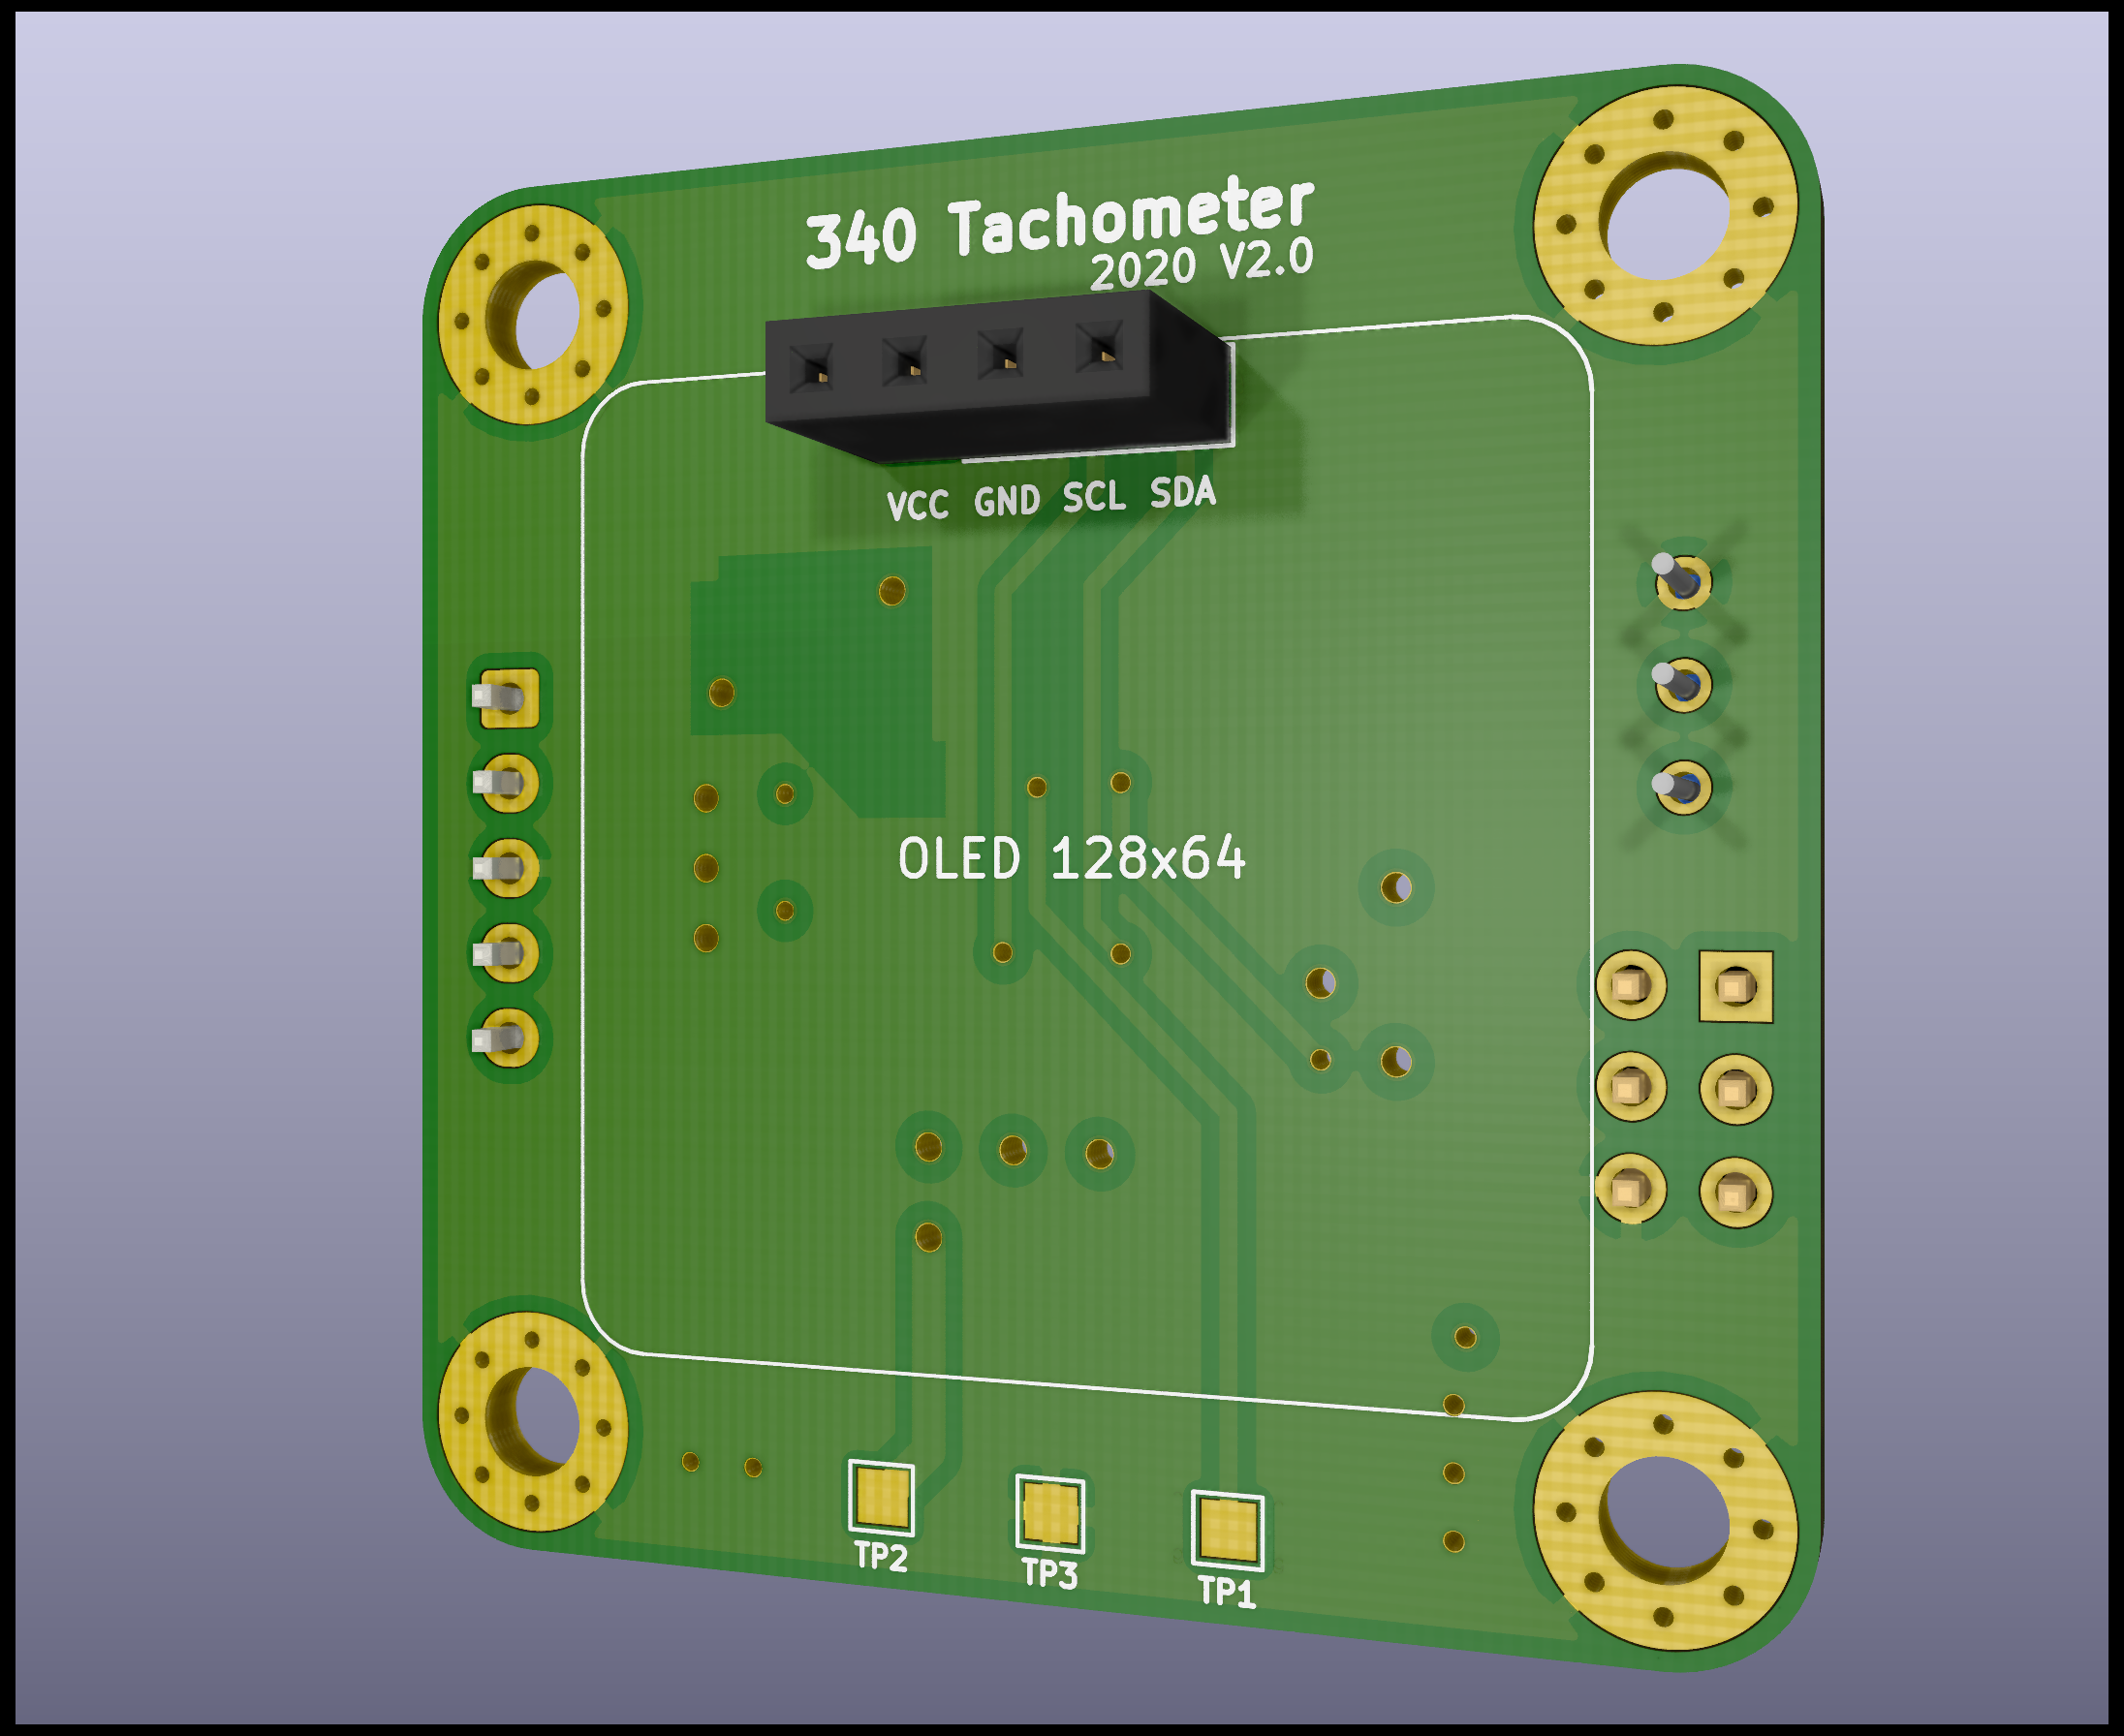 340 Tachometer
2020 V2.0
VCC GND SCL SDA
OLED 128x64
TP2 TP3 TP1